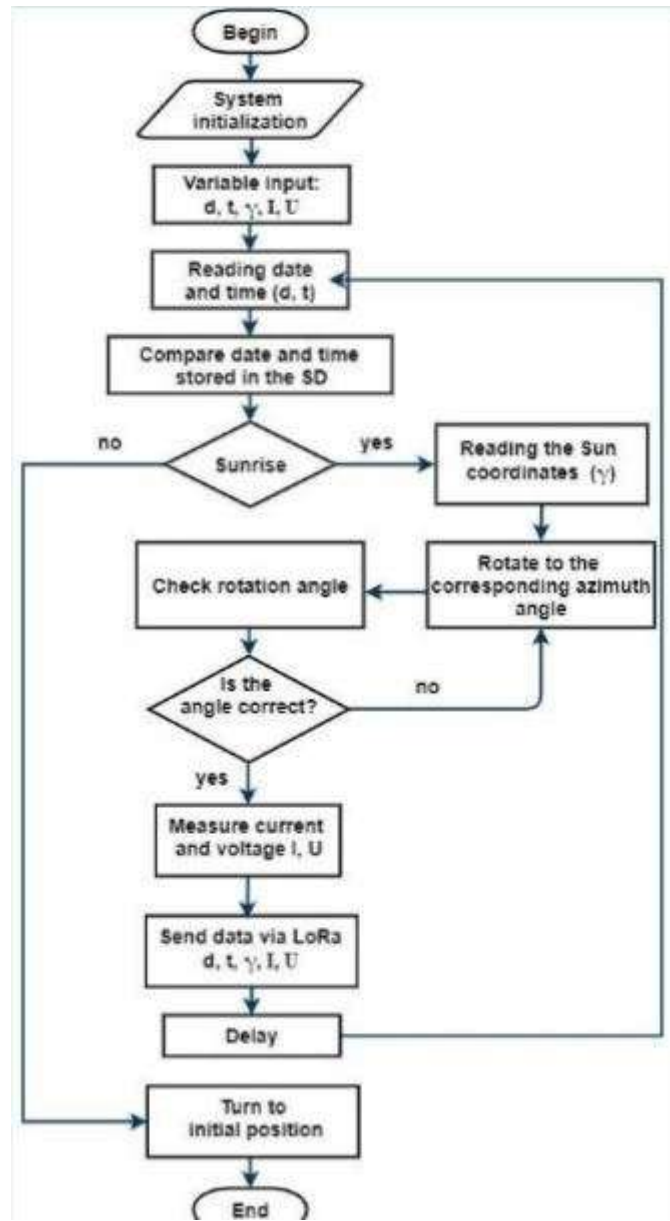 Begin
System
initialization
Variable input:
d, t, γ, I, U
Reading date
and time (d, t)
Compare date and time
stored in the SD
no
Sunrise
yes
Reading the Sun
coordinates (γ)
Check rotation angle
Rotate to the
corresponding azimuth
angle
Is the
angle correct?
no
yes
Measure current
and voltage I, U
Send data via LoRa
d, t, γ, I, U
Delay
Turn to
initial position
End